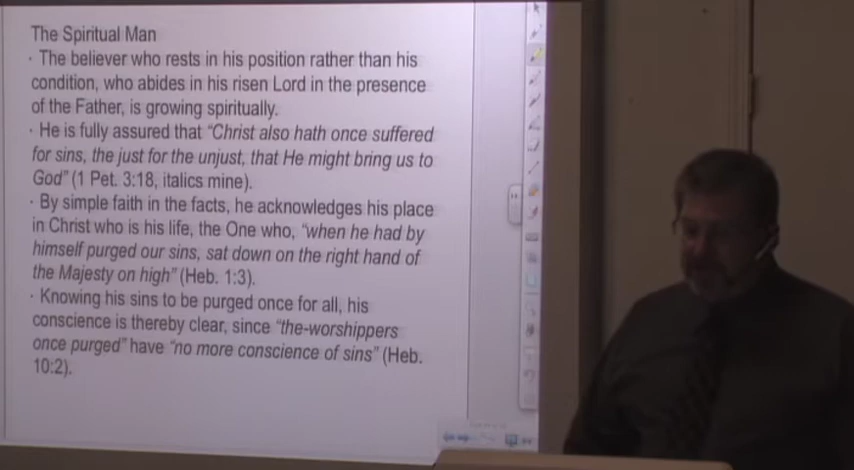 The Spiritual Man
· The believer who rests in his position rather than his
condition, who abides in his risen Lord in the presence
of the Father, is growing spiritually.
· He is fully assured that “Christ also hath once suffered
for sins, the just for the unjust, that He might bring us to
God” (1 Pet. 3:18, italics mine).
· By simple faith in the facts, he acknowledges his place
in Christ who is his life, the One who, “when he had by
himself purged our sins, sat down on the right hand of
the Majesty on high” (Heb. 1:3).
· Knowing his sins to be purged once for all, his
conscience is thereby clear, since “the-worshippers
once purged” have “no more conscience of sins” (Heb.
10:2).